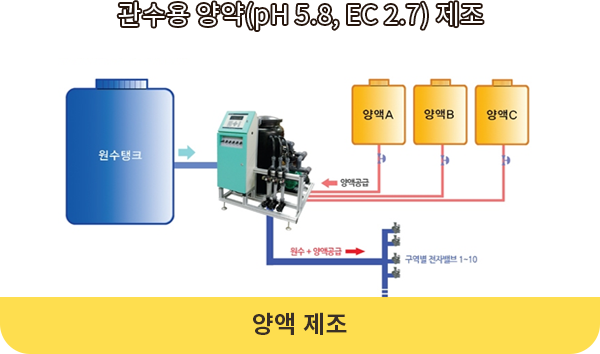 관수용 양약(pH 5.8, EC 2.7) 제조
원수탱크
양액A
양액B
양액C
양액공급
원수 + 양액공급
구역별 전자밸브 1~10
양액 제조